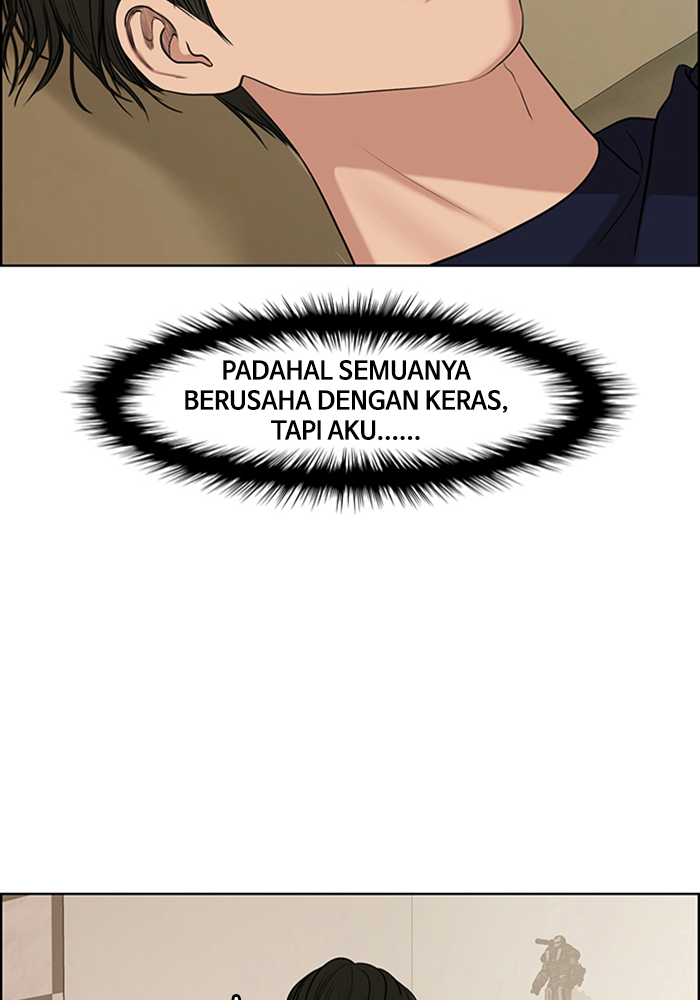 PADAHAL SEMUANYA
BERUSAHA DENGAN KERAS,
TAPI AKU......